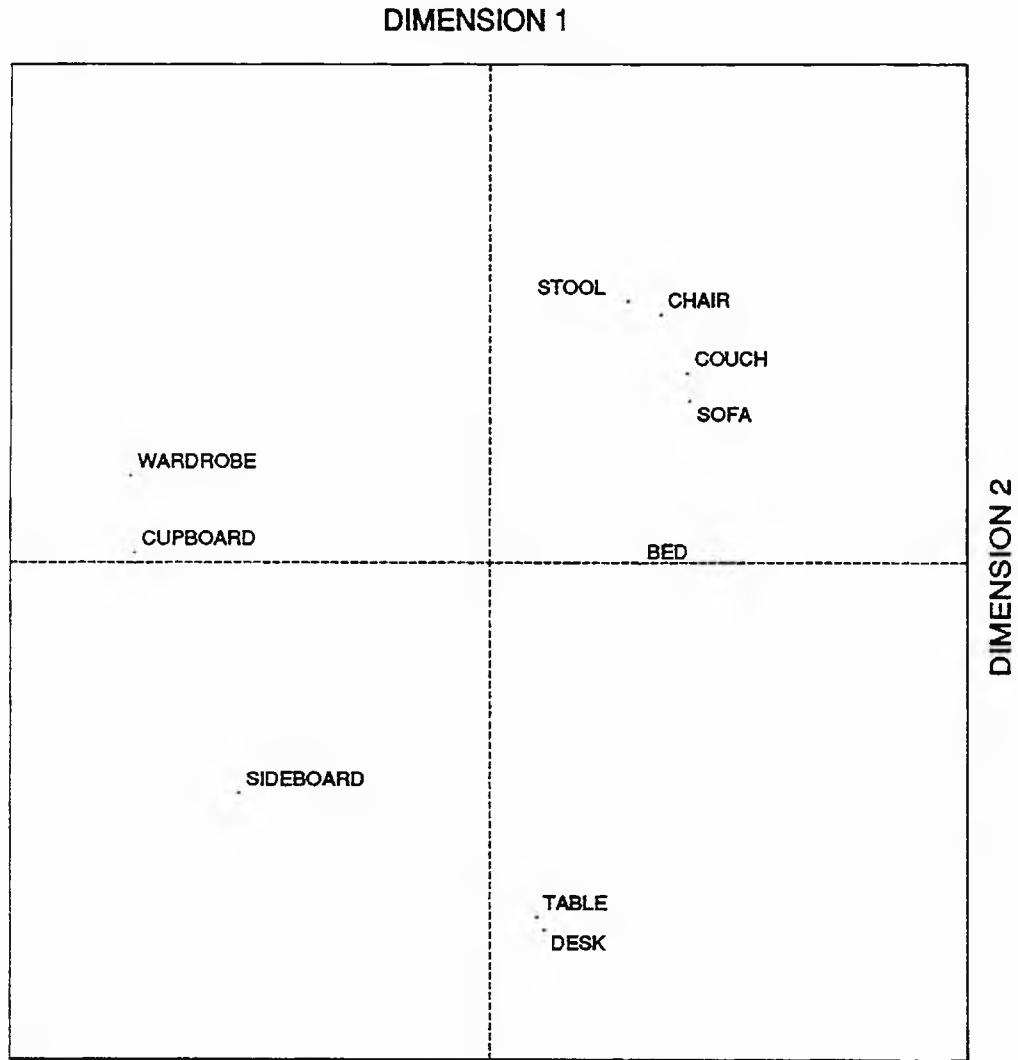 DIMENSION 1
STOOL
CHAIR
COUCH
SOFA
WARDROBE
CUPBOARD
BED
DIMENSION 2
SIDEBOARD
TABLE
DESK